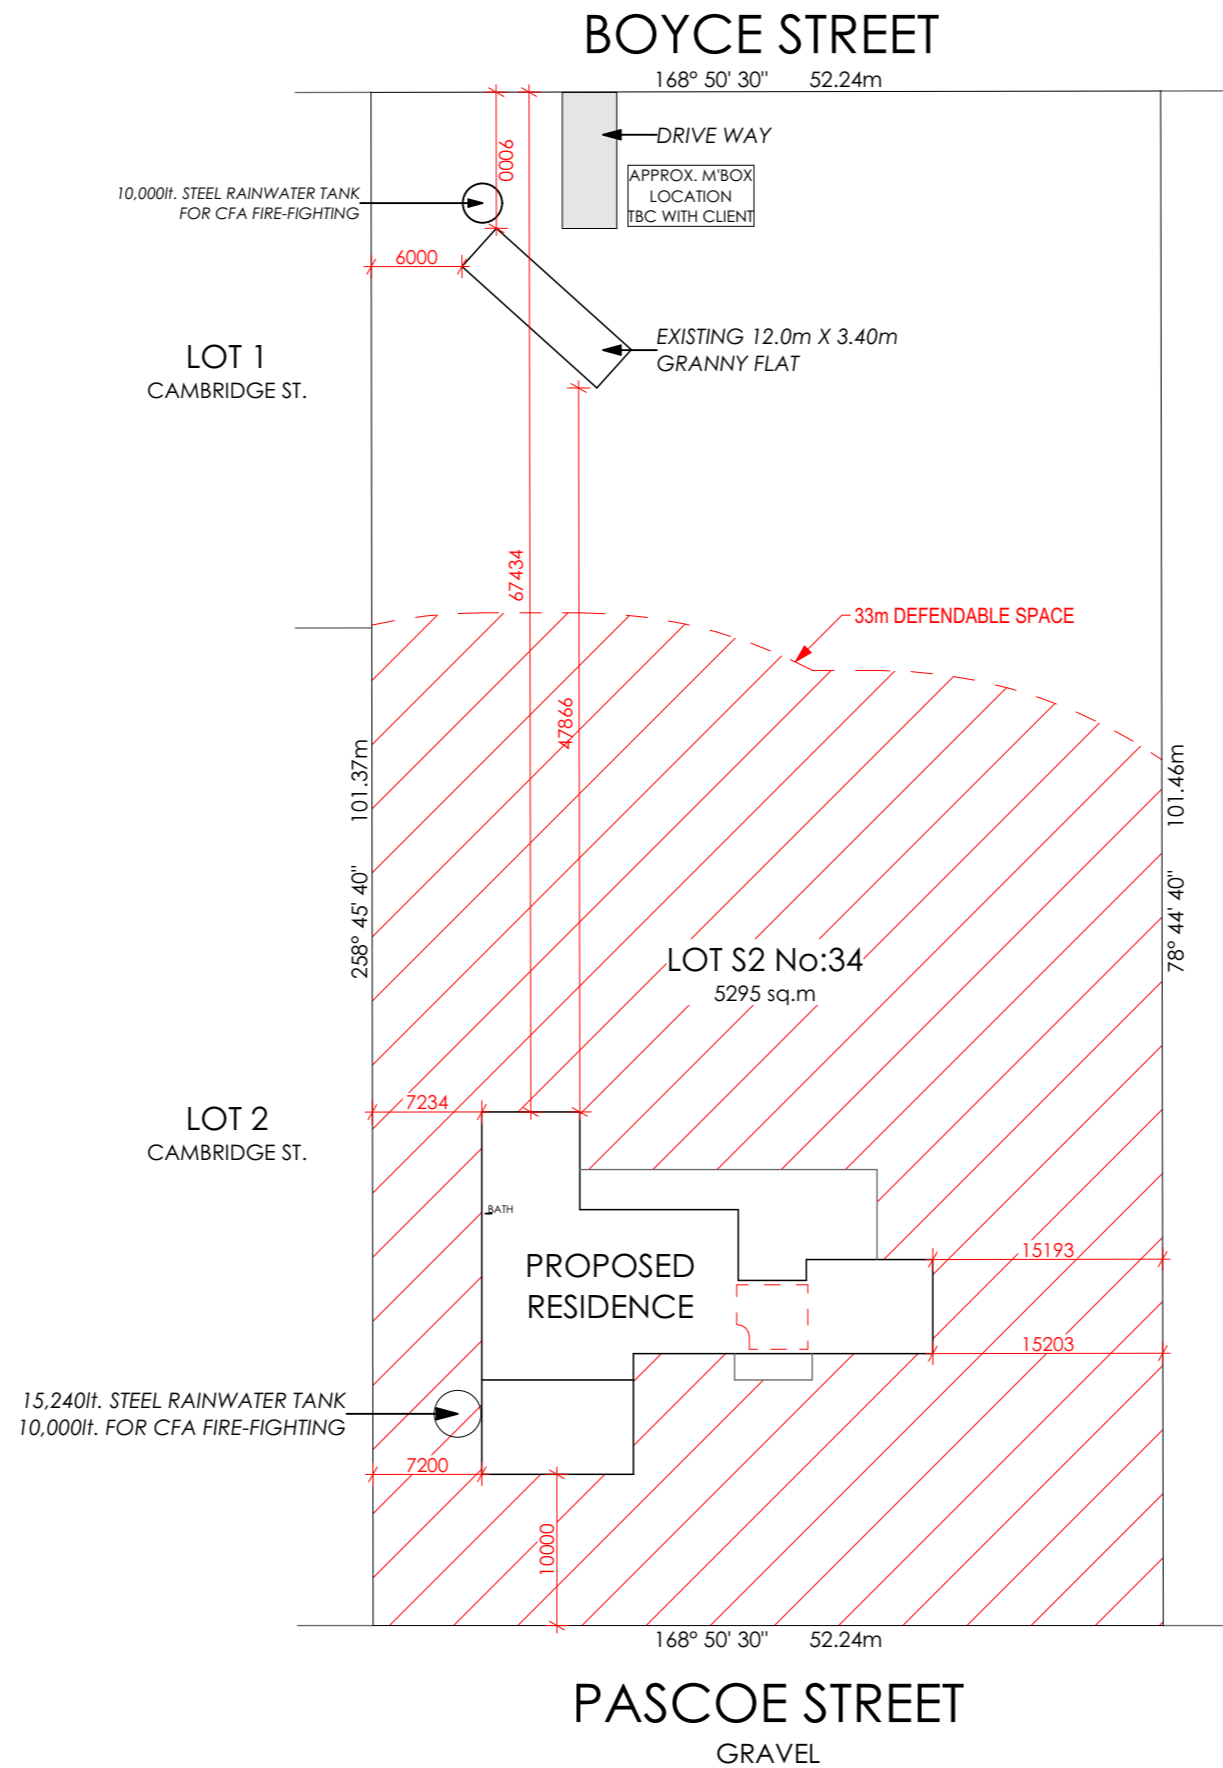 BOYCE STREET
168° 50' 30" 52.24m
DRIVE WAY
APPROX. M'BOX
LOCATION
TBC WITH CLIENT
9000
10,000lt. STEEL RAINWATER TANK
FOR CFA FIRE-FIGHTING
6000
EXISTING 12.0m X 3.40m
GRANNY FLAT
LOT 1
CAMBRIDGE ST.
67434
33m DEFENDABLE SPACE
47866
258° 45' 40" 101.37m
78° 44' 40" 101.46m
LOT S2 No:34
5295 sq.m
7234
LOT 2
CAMBRIDGE ST.
BATH
PROPOSED
RESIDENCE
15193
15203
15,240lt. STEEL RAINWATER TANK
10,000lt. FOR CFA FIRE-FIGHTING
7200
10000
168° 50' 30" 52.24m
PASCOE STREET
GRAVEL